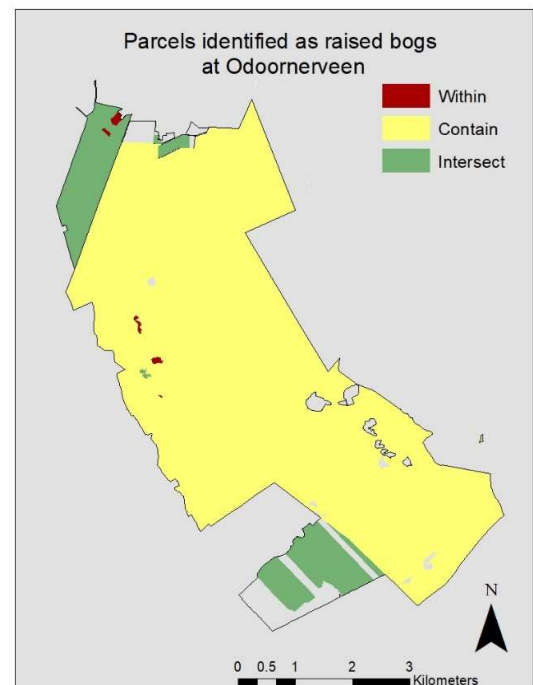 Parcels identified as raised bogs
at Odoornerveen
Within
Contain
Intersect
N
0 0.5 1 2 3
Kilometers